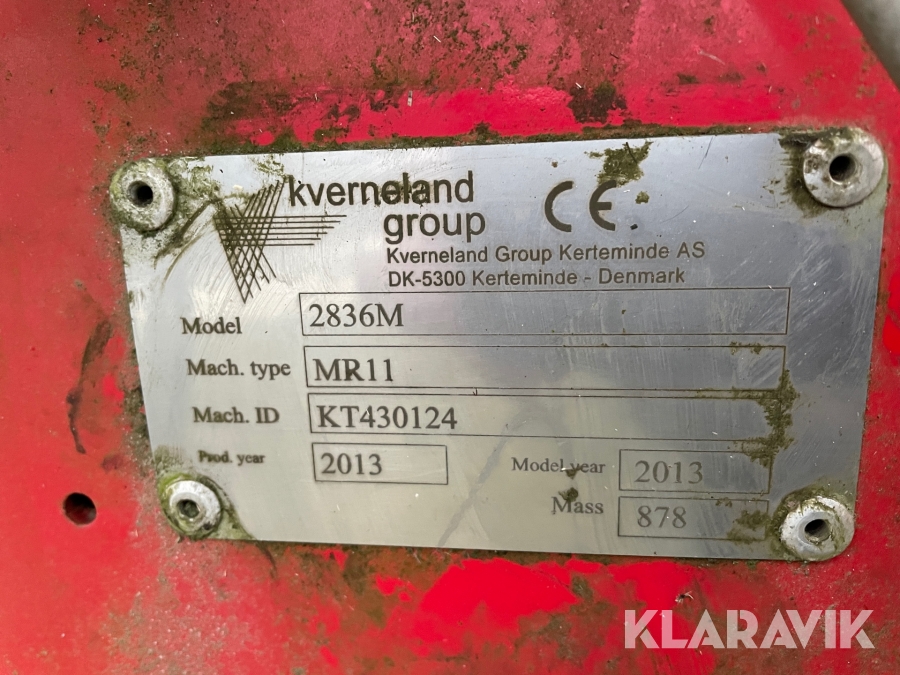 kverneland
group
CE
Kverneland Group Kerteminde AS
DK-5300 Kerteminde - Denmark
Model 2836M
Mach. type MR11
Mach. ID KT430124
Prod. year 2013 Model year 2013
Mass 878
KLARAVIK